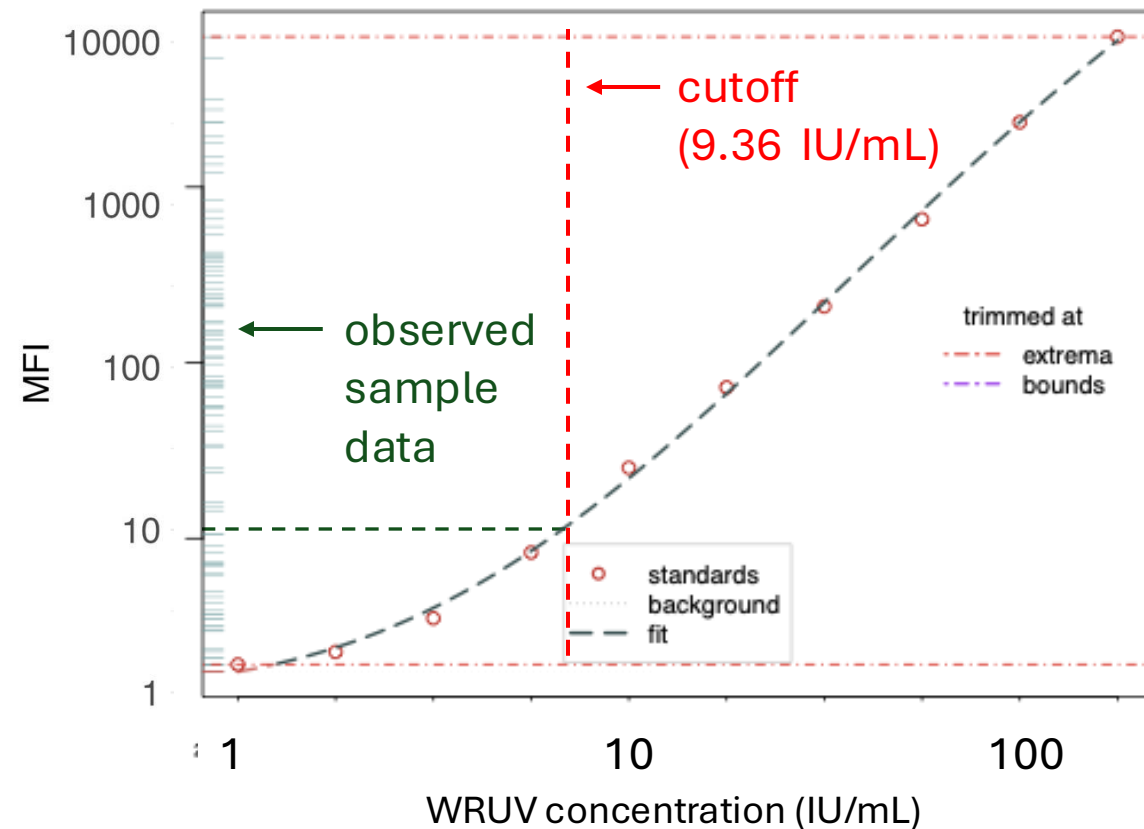 10000
cutoff
(9.36 IU/mL)
1000
observed
sample
data
trimmed at
extrema
bounds
100
MFI
10
standards
background
fit
1
1 10 100
WRUV concentration (IU/mL)